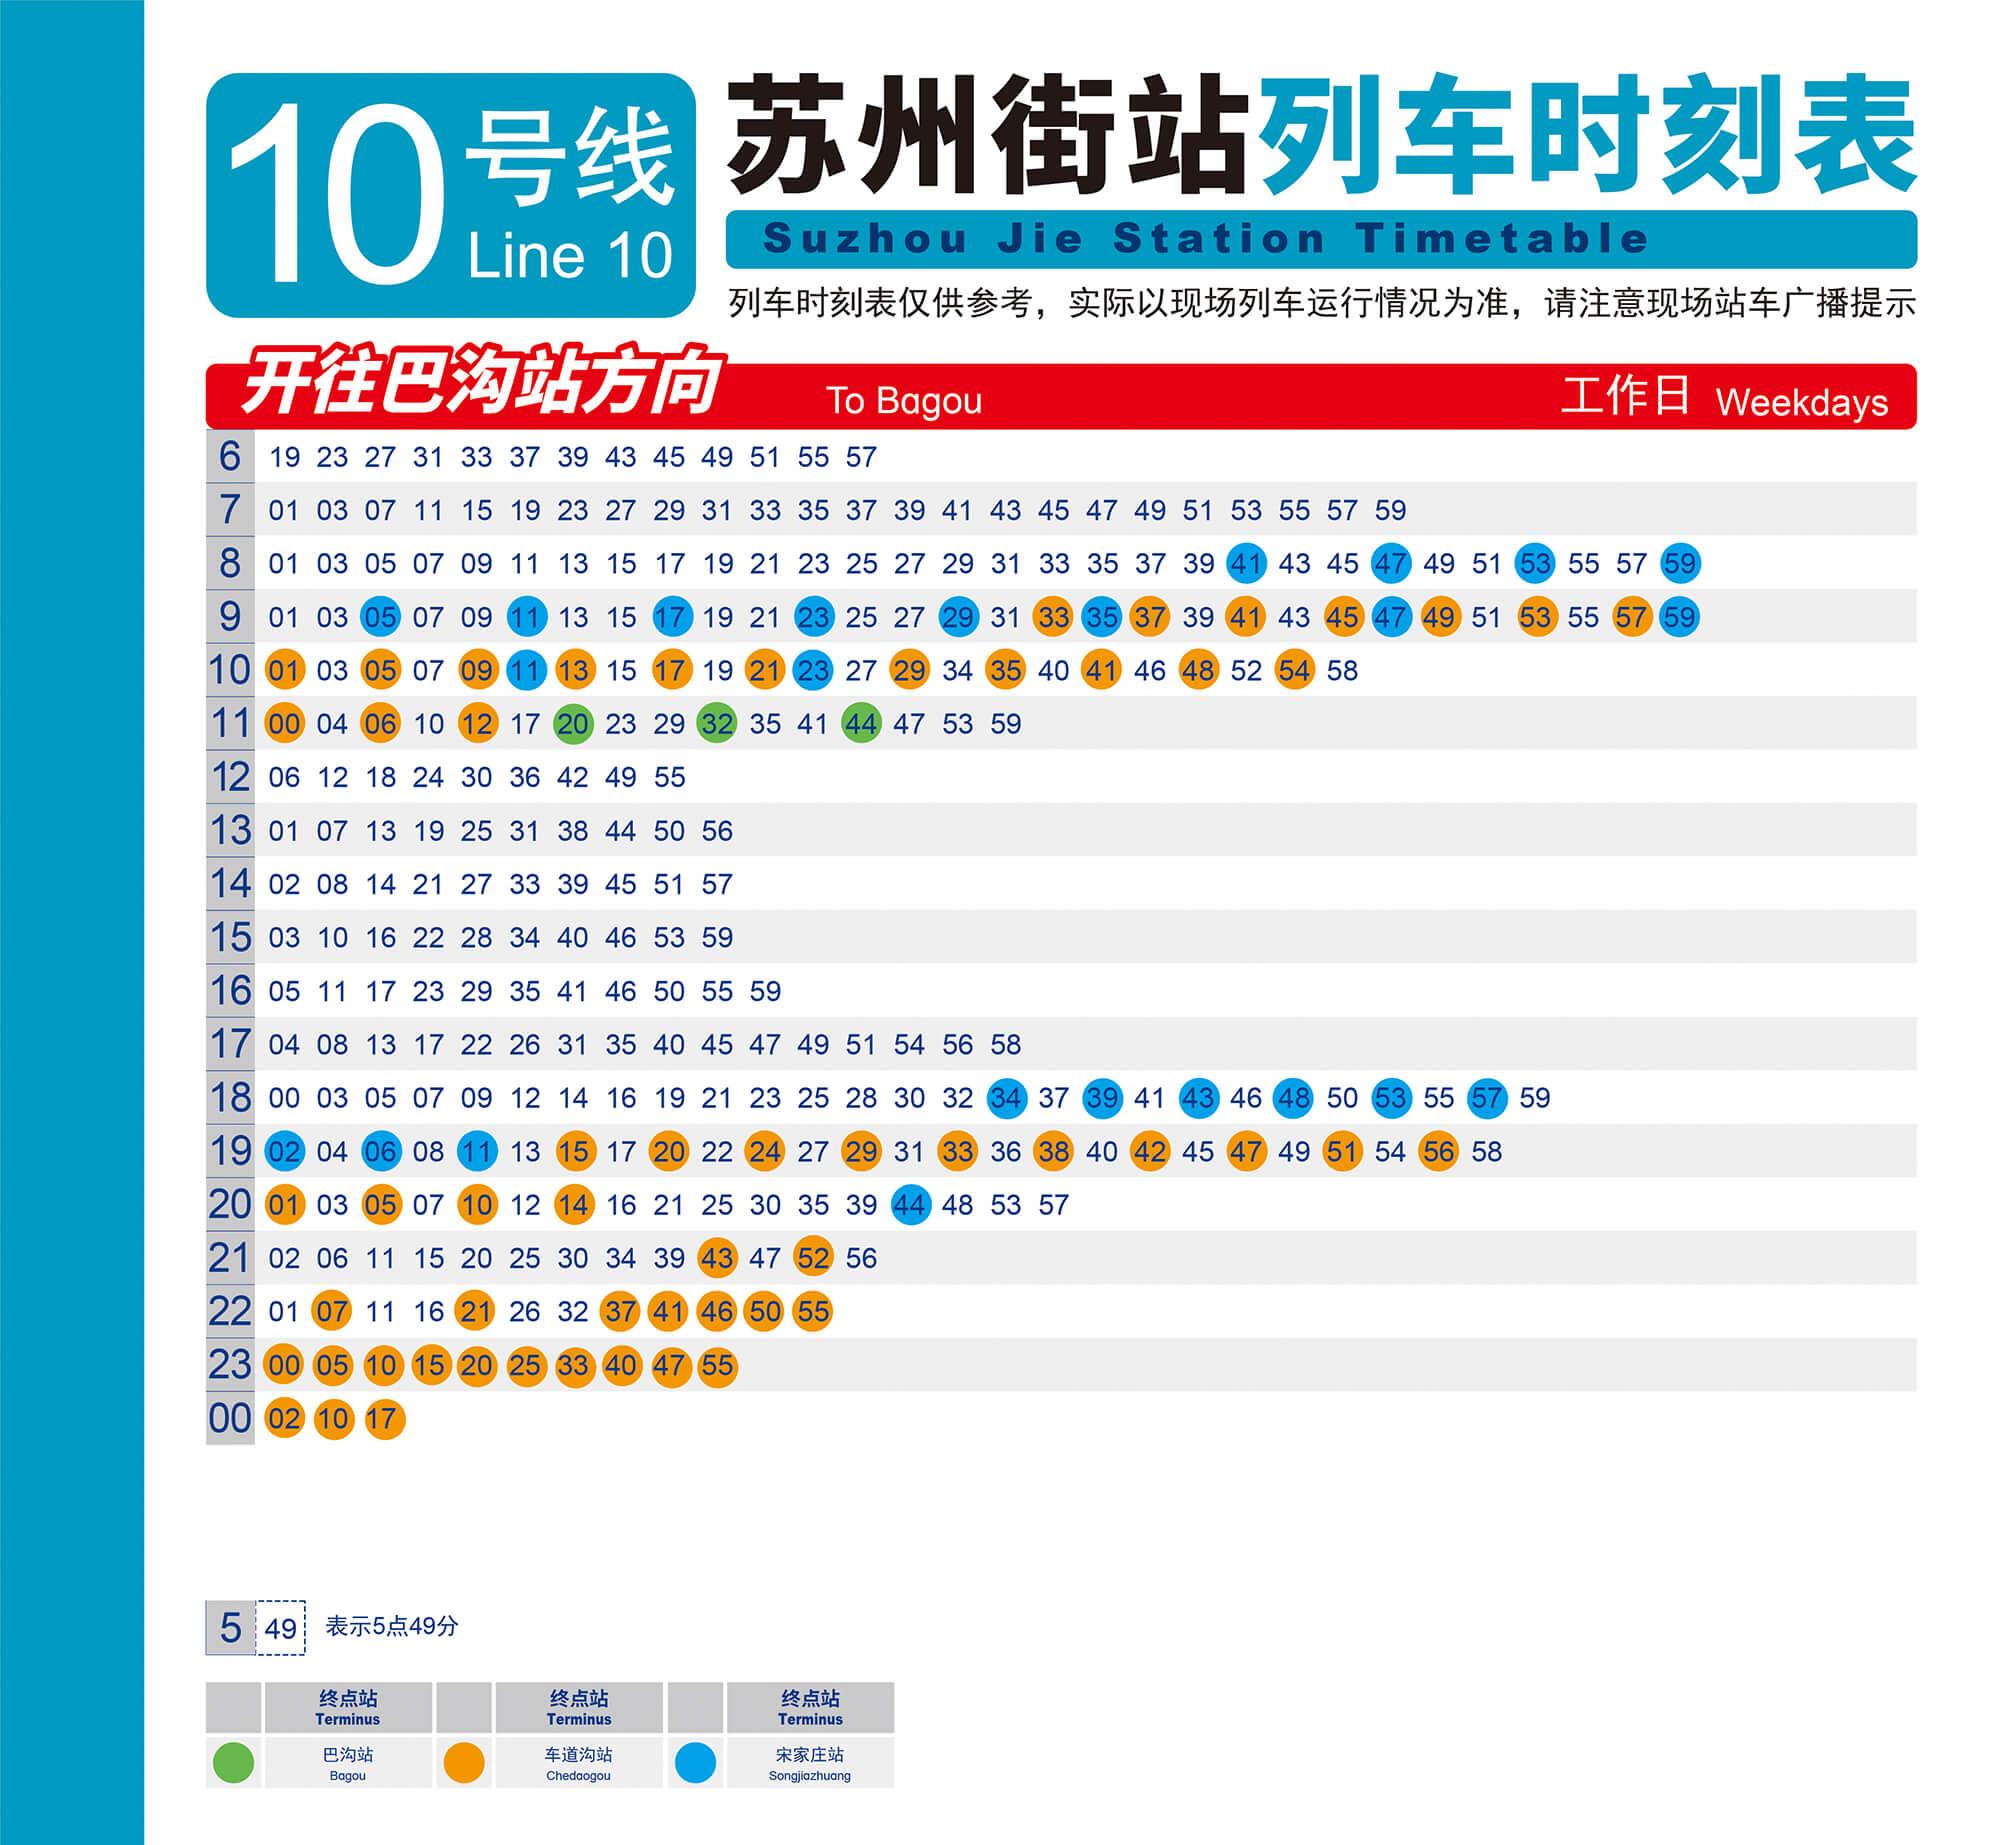 10号线
Line 10
苏州街站列车时刻表
Suzhou Jie Station Timetable
列车时刻表仅供参考，实际以现场列车运行情况为准，请注意现场站车广播提示
开往巴沟站方向 To Bagou 工作日 Weekdays
6 19 23 27 31 33 37 39 43 45 49 51 55 57
7 01 03 07 11 15 19 23 27 29 31 33 35 37 39 41 43 45 47 49 51 53 55 57 59
8 01 03 05 07 09 11 13 15 17 19 21 23 25 27 29 31 33 35 37 39 41 43 45 47 49 51 53 55 57 59
9 01 03 05 07 09 11 13 15 17 19 21 23 25 27 29 31 33 35 37 39 41 43 45 47 49 51 53 55 57 59
10 01 03 05 07 09 11 13 15 17 19 21 23 27 29 34 35 40 41 46 48 52 54 58
11 00 04 06 10 12 17 20 23 29 32 35 41 44 47 53 59
12 06 12 18 24 30 36 42 49 55
13 01 07 13 19 25 31 38 44 50 56
14 02 08 14 21 27 33 39 45 51 57
15 03 10 16 22 28 34 40 46 53 59
16 05 11 17 23 29 35 41 46 50 55 59
17 04 08 13 17 22 26 31 35 40 45 47 49 51 54 56 58
18 00 03 05 07 09 12 14 16 19 21 23 25 28 30 32 34 37 39 41 43 46 48 50 53 55 57 59
19 02 04 06 08 11 13 15 17 20 22 24 27 29 31 33 36 38 40 42 45 47 49 51 54 56 58
20 01 03 05 07 10 12 14 16 21 25 30 35 39 44 48 53 57
21 02 06 11 15 20 25 30 34 39 43 47 52 56
22 01 07 11 16 21 26 32 37 41 46 50 55
23 00 05 10 15 20 25 33 40 47 55
00 02 10 17
5 49 表示5点49分
终点站 终点站 终点站
Terminus Terminus Terminus
巴沟站 车道沟站 宋家庄站
Bagou Chedaogou Songjiazhuang